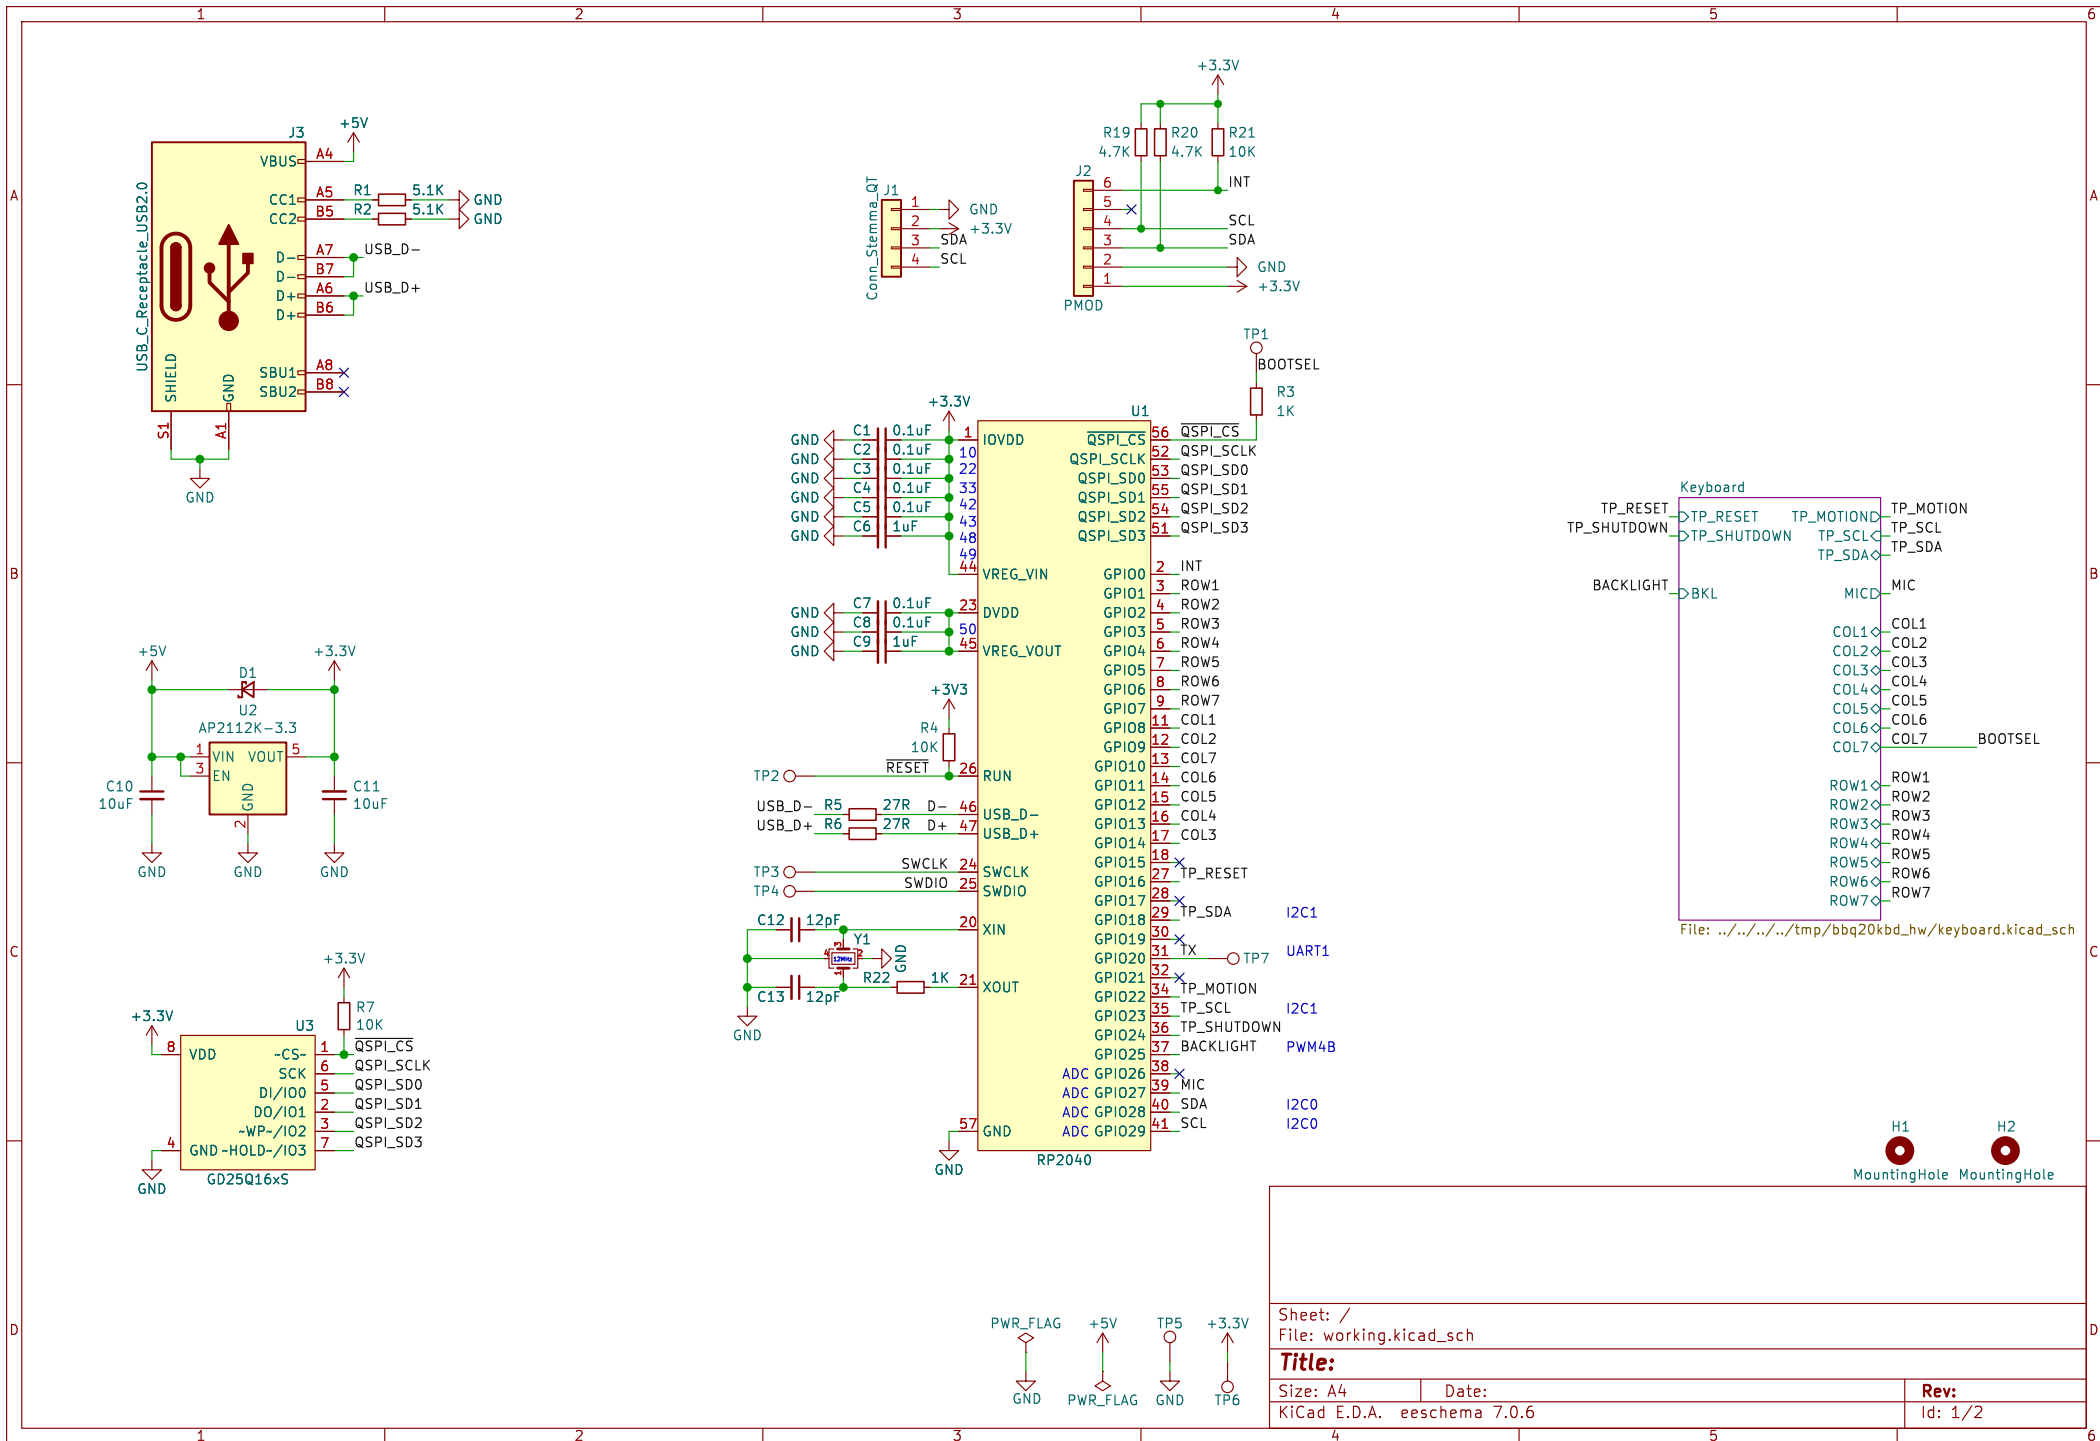 1 2 3 4 5 6
A
B
C
D
J3
+5V
USB_C_Receptacle_USB2.0
VBUS A4
CC1 A5 R1 5.1K GND
CC2 B5 R2 5.1K GND
D- A7 USB_D-
D- B7
D+ A6 USB_D+
D+ B6
SBU1 A8
SBU2 B8
SHIELD GND
S1 A1
GND
J1
Conn_Stemma_QT
1 GND
2 +3.3V
3 SDA
4 SCL
+3.3V
R19 R20 R21
4.7K 4.7K 10K
J2
6 INT
5
4 SCL
3 SDA
2 GND
1 +3.3V
PMOD
TP1
BOOTSEL
R3
1K
+3.3V
U1
GND C1 0.1uF 1 IOVDD
GND C2 0.1uF 10
GND C3 0.1uF 22
GND C4 0.1uF 33
GND C5 0.1uF 42
GND C6 1uF 43
48
49
44 VREG_VIN
GND C7 0.1uF 23 DVDD
GND C8 0.1uF 50
GND C9 1uF 45 VREG_VOUT
+3V3
R4
10K
TP2 RESET 26 RUN
USB_D- R5 27R D- 46 USB_D-
USB_D+ R6 27R D+ 47 USB_D+
TP3 SWCLK 24 SWCLK
TP4 SWDIO 25 SWDIO
C12 12pF 20 XIN
Y1
3
4 12MHz 2 GND
1
C13 12pF R22 1K 21 XOUT
GND
57 GND
GND
QSPI_CS 56 QSPI_CS
QSPI_SCLK 52 QSPI_SCLK
QSPI_SD0 53 QSPI_SD0
QSPI_SD1 55 QSPI_SD1
QSPI_SD2 54 QSPI_SD2
QSPI_SD3 51 QSPI_SD3
GPIO0 2 INT
GPIO1 3 ROW1
GPIO2 4 ROW2
GPIO3 5 ROW3
GPIO4 6 ROW4
GPIO5 7 ROW5
GPIO6 8 ROW6
GPIO7 9 ROW7
GPIO8 11 COL1
GPIO9 12 COL2
GPIO10 13 COL7
GPIO11 14 COL6
GPIO12 15 COL5
GPIO13 16 COL4
GPIO14 17 COL3
GPIO15 18
GPIO16 27 TP_RESET
GPIO17 28
GPIO18 29 TP_SDA I2C1
GPIO19 30
GPIO20 31 TX TP7 UART1
GPIO21 32
GPIO22 34 TP_MOTION
GPIO23 35 TP_SCL I2C1
GPIO24 36 TP_SHUTDOWN
GPIO25 37 BACKLIGHT PWM4B
ADC GPIO26 38
ADC GPIO27 39 MIC
ADC GPIO28 40 SDA I2C0
ADC GPIO29 41 SCL I2C0
RP2040
+5V +3.3V
D1
U2
AP2112K-3.3
1 VIN VOUT 5
3 EN
GND
2
C10
10uF
C11
10uF
GND GND GND
+3.3V
R7
10K
+3.3V
U3
8 VDD ~CS~ 1 QSPI_CS
SCK 6 QSPI_SCLK
DI/IO0 5 QSPI_SD0
DO/IO1 2 QSPI_SD1
~WP~/IO2 3 QSPI_SD2
4 GND ~HOLD~/IO3 7 QSPI_SD3
GD25Q16xS
GND
Keyboard
TP_RESET TP_RESET TP_MOTION TP_MOTION
TP_SHUTDOWN TP_SHUTDOWN TP_SCL TP_SCL
TP_SDA TP_SDA
BACKLIGHT BKL MIC MIC
COL1 COL1
COL2 COL2
COL3 COL3
COL4 COL4
COL5 COL5
COL6 COL6
COL7 COL7 BOOTSEL
ROW1 ROW1
ROW2 ROW2
ROW3 ROW3
ROW4 ROW4
ROW5 ROW5
ROW6 ROW6
ROW7 ROW7
File: ../../../../tmp/bbq20kbd_hw/keyboard.kicad_sch
H1 H2
MountingHole MountingHole
PWR_FLAG +5V TP5 +3.3V
GND PWR_FLAG GND TP6
Sheet: /
File: working.kicad_sch
Title:
Size: A4 Date: Rev:
KiCad E.D.A. eeschema 7.0.6 Id: 1/2
A
B
C
D
1 2 3 4 5 6